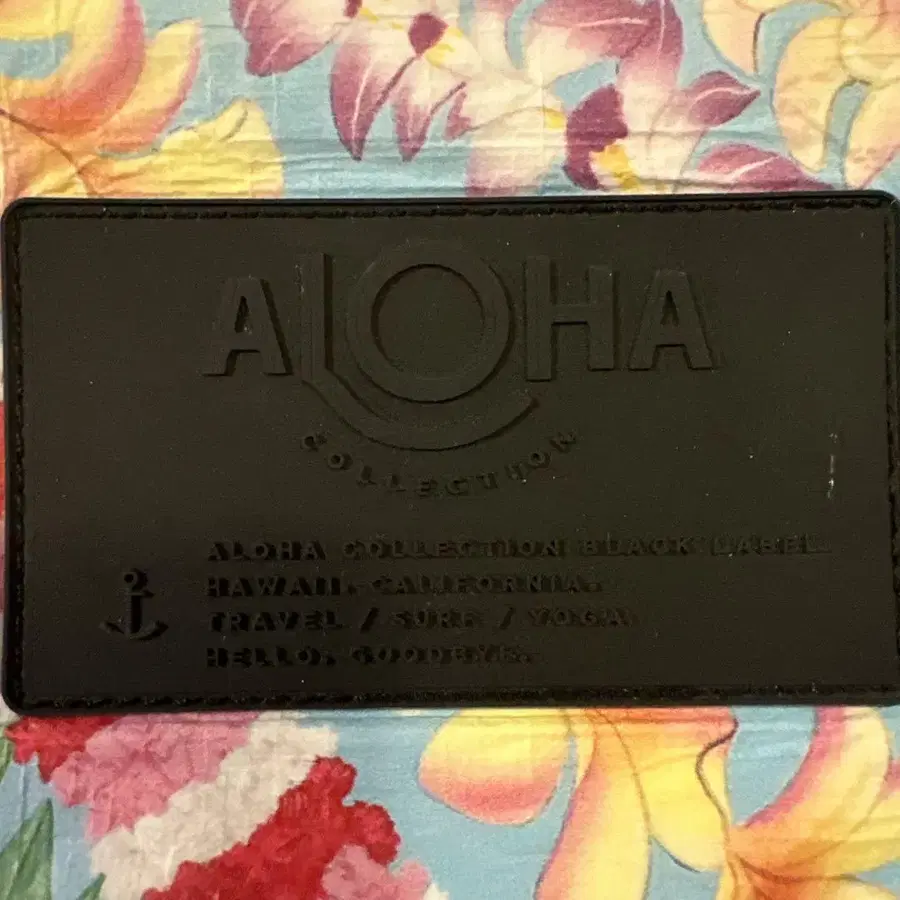 ALOHA
COLLECTION
ALOHA COLLECTION BLACK LABEL
HAWAII. CALIFORNIA.
TRAVEL / SURF / YOGA
HELLO. GOODBYE.